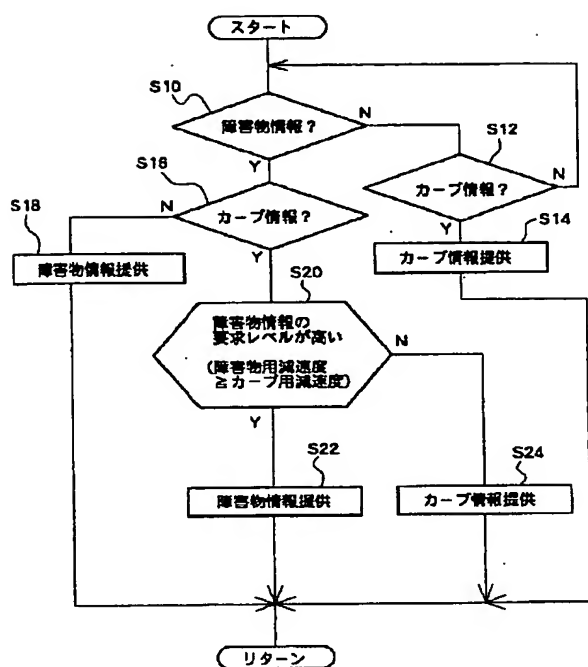 スタート
S10
障害物情報?
N
S12
Y
S16
カーブ情報?
N
S18
N
カーブ情報?
Y
S14
障害物情報提供
Y
カーブ情報提供
S20
障害物情報の
要求レベルが高い
N
(障害物用減速度
≧カーブ用減速度)
Y
S22
S24
障害物情報提供
カーブ情報提供
リターン